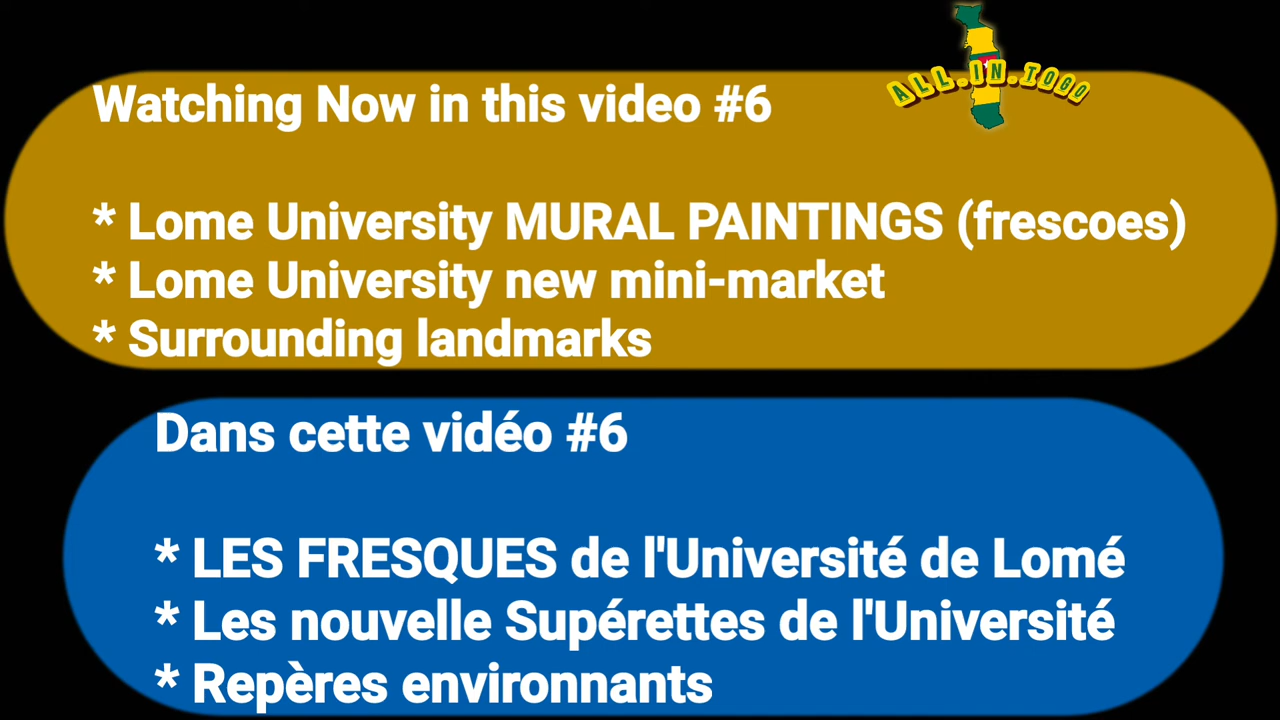 ALL.IN.TOGO
Watching Now in this video #6
* Lome University MURAL PAINTINGS (frescoes)
* Lome University new mini-market
* Surrounding landmarks
Dans cette vidéo #6
* LES FRESQUES de l'Université de Lomé
* Les nouvelle Supérettes de l'Université
* Repères environnants